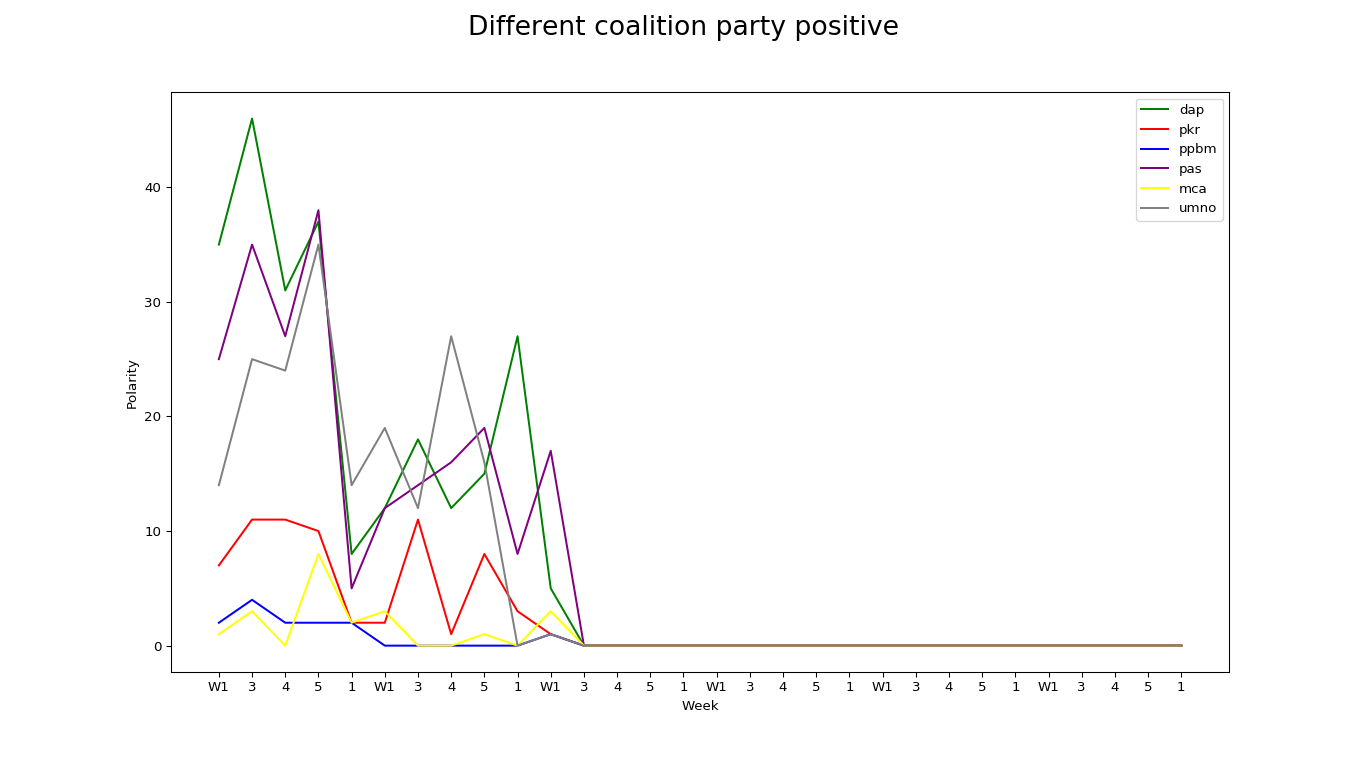 Different coalition party positive
dap
pkr
ppbm
pas
mca
umno
40
30
20
10
0
Polarity
W1 3 4 5 1 W1 3 4 5 1 W1 3 4 5 1 W1 3 4 5 1 W1 3 4 5 1 W1 3 4 5 1
Week